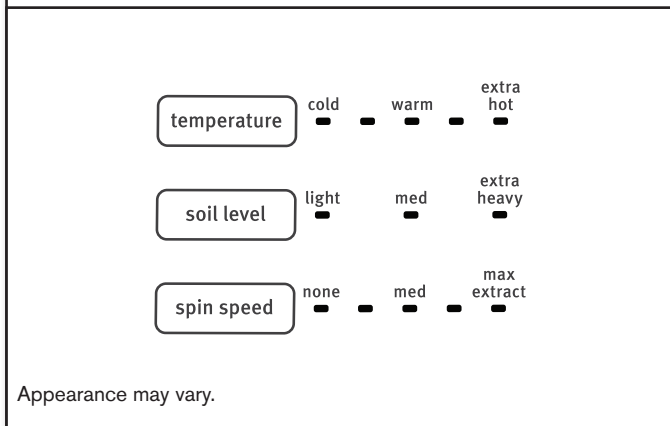 extra
cold warm hot
temperature
extra
light med heavy
soil level
max
none med extract
spin speed
Appearance may vary.